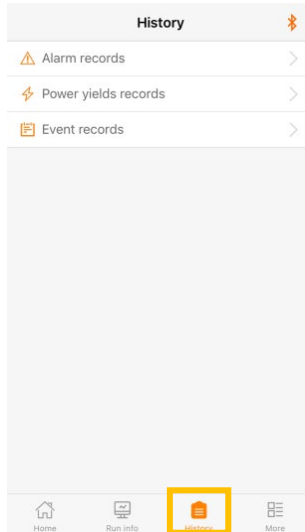 History
Alarm records
Power yields records
Event records
Home Run info History More